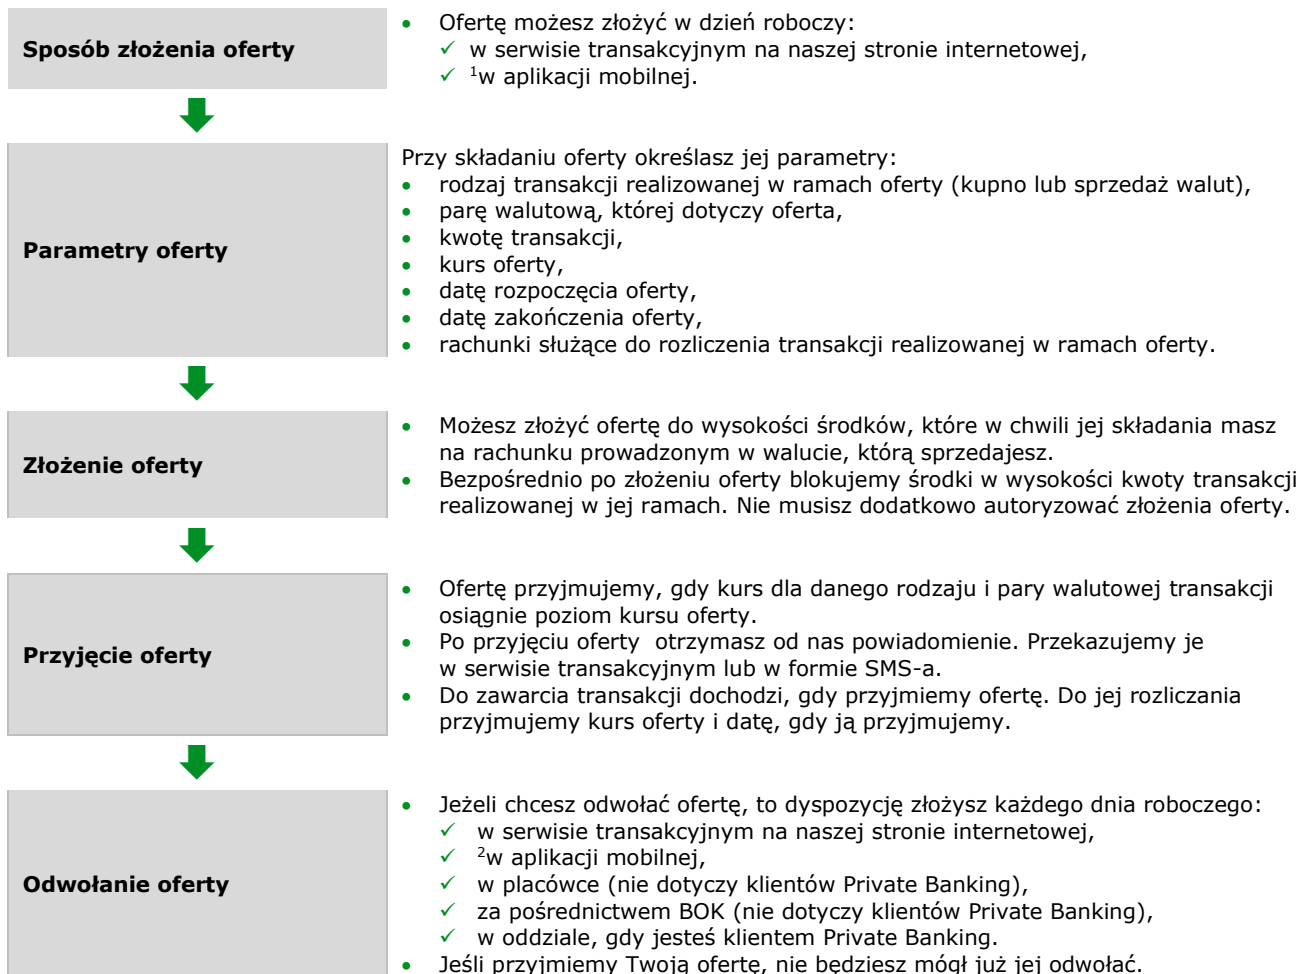 Sposób złożenia oferty
• Ofertę możesz złożyć w dzień roboczy:
✓ w serwisie transakcyjnym na naszej stronie internetowej,
✓ ¹w aplikacji mobilnej.
Parametry oferty
Przy składaniu oferty określasz jej parametry:
• rodzaj transakcji realizowanej w ramach oferty (kupno lub sprzedaż walut),
• parę walutową, której dotyczy oferta,
• kwotę transakcji,
• kurs oferty,
• datę rozpoczęcia oferty,
• datę zakończenia oferty,
• rachunki służące do rozliczenia transakcji realizowanej w ramach oferty.
Złożenie oferty
• Możesz złożyć ofertę do wysokości środków, które w chwili jej składania masz
na rachunku prowadzonym w walucie, którą sprzedajesz.
• Bezpośrednio po złożeniu oferty blokujemy środki w wysokości kwoty transakcji
realizowanej w jej ramach. Nie musisz dodatkowo autoryzować złożenia oferty.
Przyjęcie oferty
• Ofertę przyjmujemy, gdy kurs dla danego rodzaju i pary walutowej transakcji
osiągnie poziom kursu oferty.
• Po przyjęciu oferty  otrzymasz od nas powiadomienie. Przekazujemy je
w serwisie transakcyjnym lub w formie SMS-a.
• Do zawarcia transakcji dochodzi, gdy przyjmiemy ofertę. Do jej rozliczania
przyjmujemy kurs oferty i datę, gdy ją przyjmujemy.
Odwołanie oferty
• Jeżeli chcesz odwołać ofertę, to dyspozycję złożysz każdego dnia roboczego:
✓ w serwisie transakcyjnym na naszej stronie internetowej,
✓ ²w aplikacji mobilnej,
✓ w placówce (nie dotyczy klientów Private Banking),
✓ za pośrednictwem BOK (nie dotyczy klientów Private Banking),
✓ w oddziale, gdy jesteś klientem Private Banking.
• Jeśli przyjmiemy Twoją ofertę, nie będziesz mógł już jej odwołać.